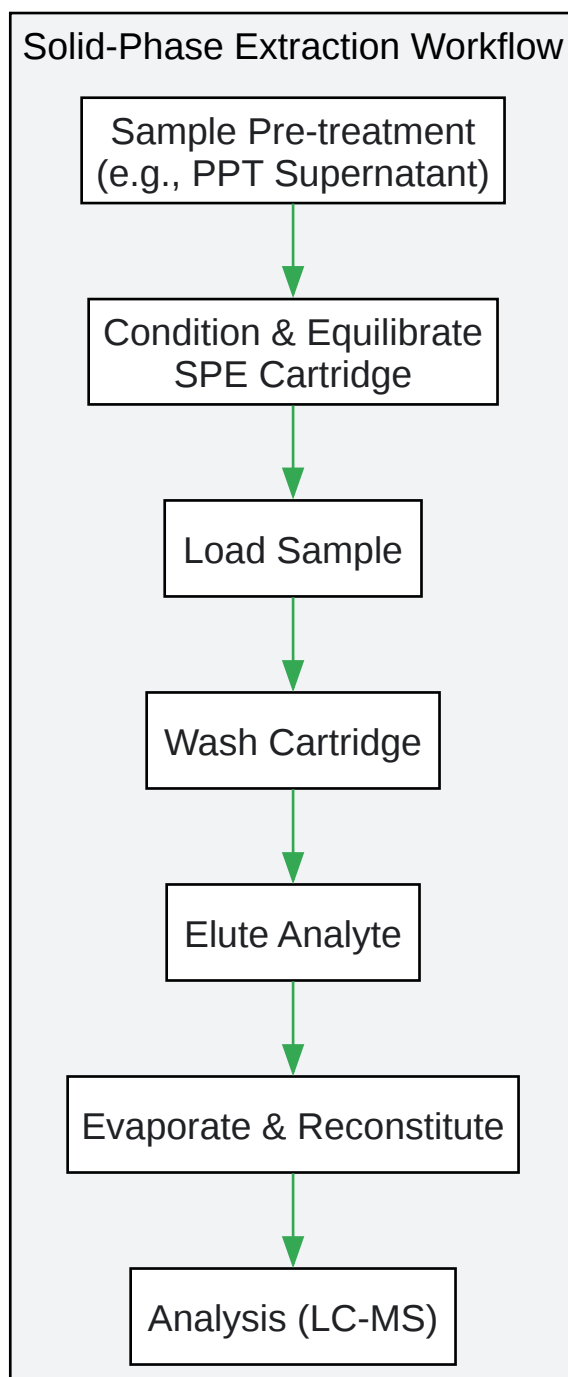 Solid-Phase Extraction Workflow
Sample Pre-treatment
(e.g., PPT Supernatant)
Condition & Equilibrate
SPE Cartridge
Load Sample
Wash Cartridge
Elute Analyte
Evaporate & Reconstitute
Analysis (LC-MS)